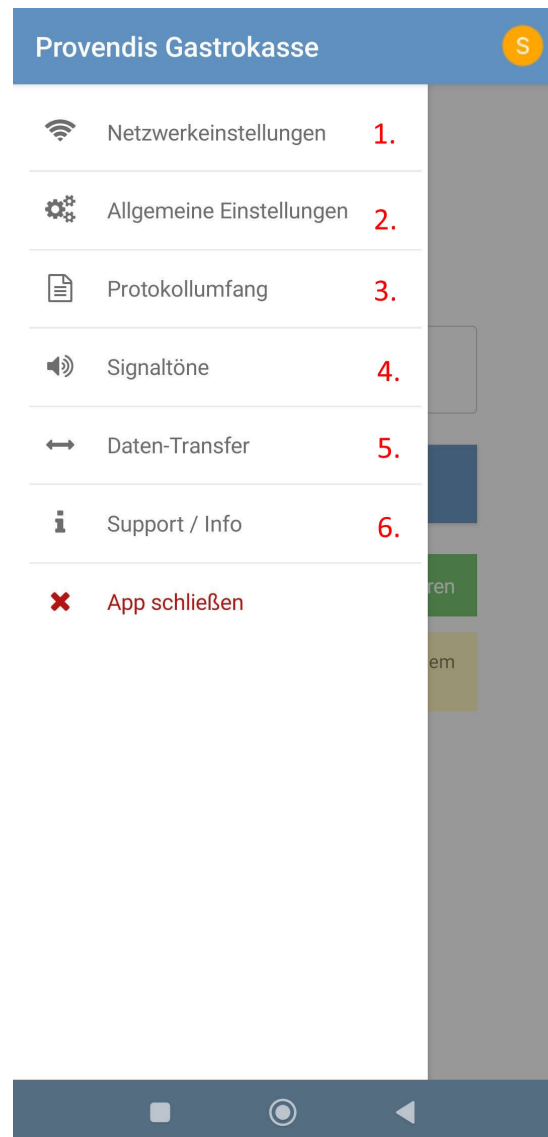 Provendis Gastrokasse S
Netzwerkeinstellungen 1.
Allgemeine Einstellungen 2.
Protokollumfang 3.
Signaltöne 4.
Daten-Transfer 5.
Support / Info 6.
ren
App schließen
em